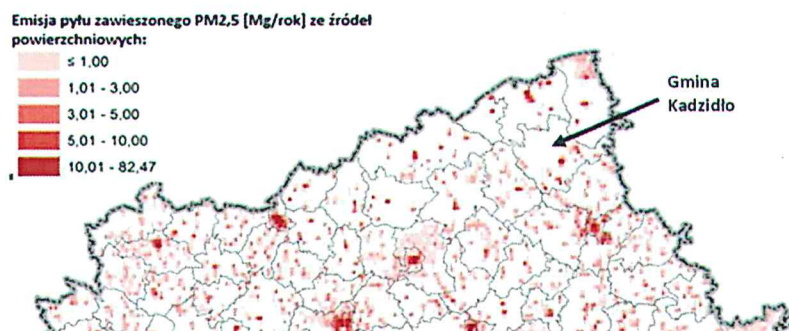 Emisja pyłu zawieszonego PM2,5 [Mg/rok] ze źródeł
powierzchniowych:
≤ 1,00
1,01 - 3,00
3,01 - 5,00
5,01 - 10,00
10,01 - 82,47
Gmina
Kadzidło